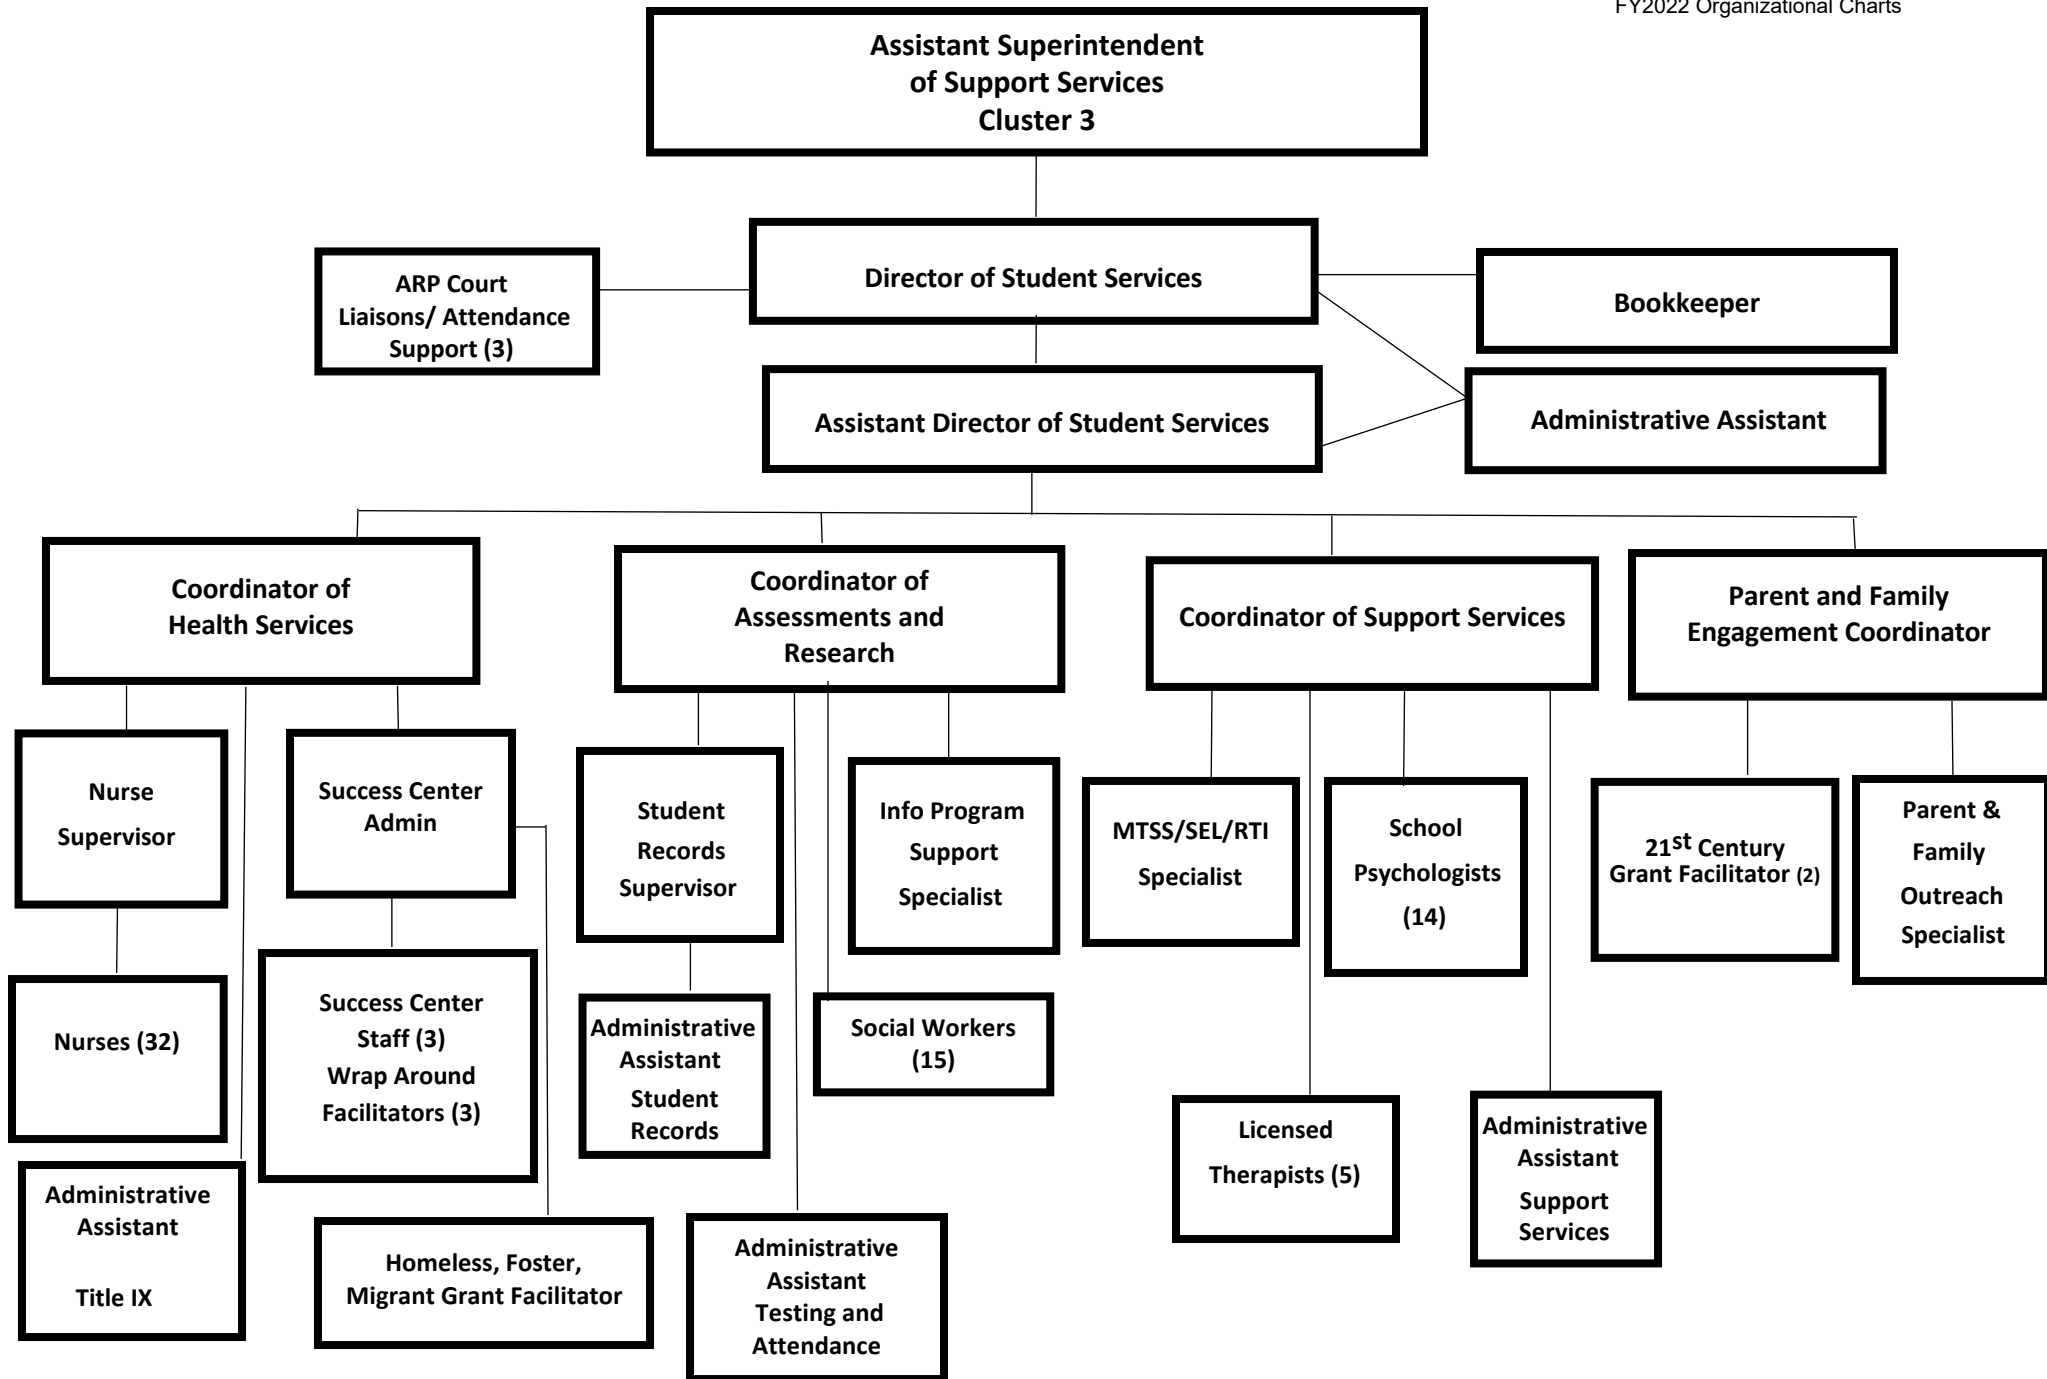 FY2022 Organizational Charts
Assistant Superintendent
of Support Services
Cluster 3
Director of Student Services
ARP Court
Liaisons/ Attendance
Support (3)
Bookkeeper
Assistant Director of Student Services
Administrative Assistant
Coordinator of
Health Services
Coordinator of
Assessments and
Research
Coordinator of Support Services
Parent and Family
Engagement Coordinator
Nurse
Supervisor
Success Center
Admin
Student
Records
Supervisor
Info Program
Support
Specialist
MTSS/SEL/RTI
Specialist
School
Psychologists
(14)
21st Century
Grant Facilitator (2)
Parent &
Family
Outreach
Specialist
Nurses (32)
Success Center
Staff (3)
Wrap Around
Facilitators (3)
Administrative
Assistant
Student
Records
Social Workers
(15)
Licensed
Therapists (5)
Administrative
Assistant
Support
Services
Administrative
Assistant
Title IX
Homeless, Foster,
Migrant Grant Facilitator
Administrative
Assistant
Testing and
Attendance